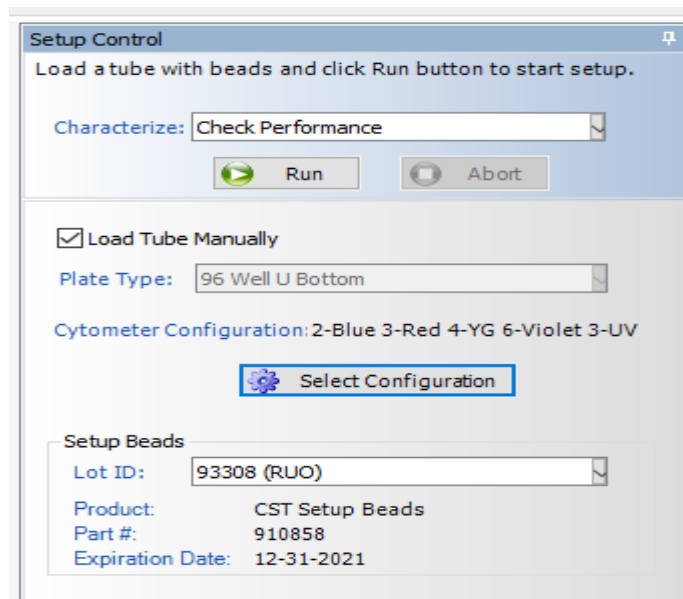 Setup Control
Load a tube with beads and click Run button to start setup.
Characterize: Check Performance
Run Abort
Load Tube Manually
Plate Type: 96 Well U Bottom
Cytometer Configuration: 2-Blue 3-Red 4-YG 6-Violet 3-UV
Select Configuration
Setup Beads
Lot ID: 93308 (RUO)
Product: CST Setup Beads
Part #: 910858
Expiration Date: 12-31-2021